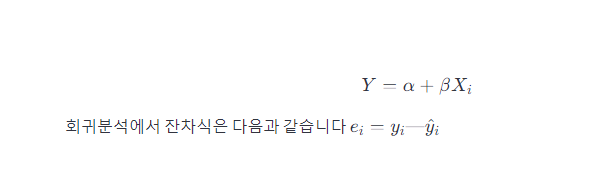 Y = α + βX_i
회귀분석에서 잔차식은 다음과 같습니다 e_i = y_i—ŷ_i